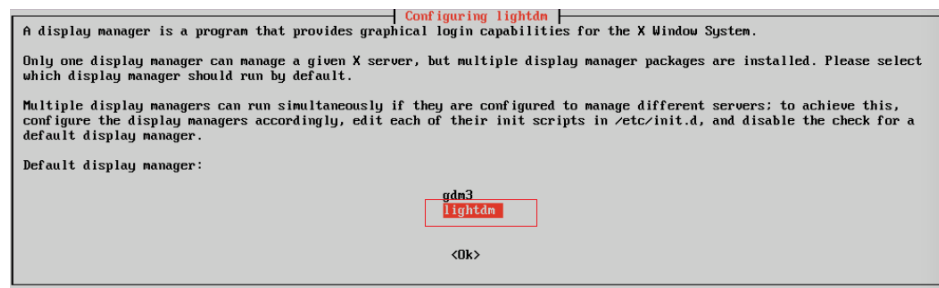 Configuring lightdm
A display manager is a program that provides graphical login capabilities for the X Window System.
Only one display manager can manage a given X server, but multiple display manager packages are installed. Please select
which display manager should run by default.
Multiple display managers can run simultaneously if they are configured to manage different servers; to achieve this,
configure the display managers accordingly, edit each of their init scripts in /etc/init.d, and disable the check for a
default display manager.
Default display manager:
gdm3
lightdm
<Ok>